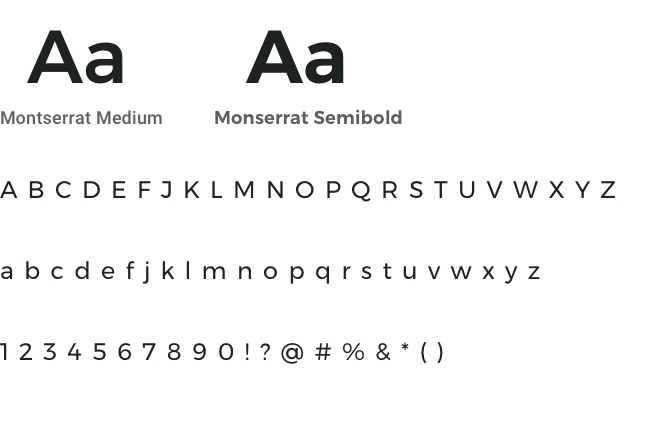 Aa Aa
Montserrat Medium Monserrat Semibold
A B C D E F J K L M N O P Q R S T U V W X Y Z
a b c d e f j k l m n o p q r s t u v w x y z
1 2 3 4 5 6 7 8 9 0 ! ? @ # % & * ( )